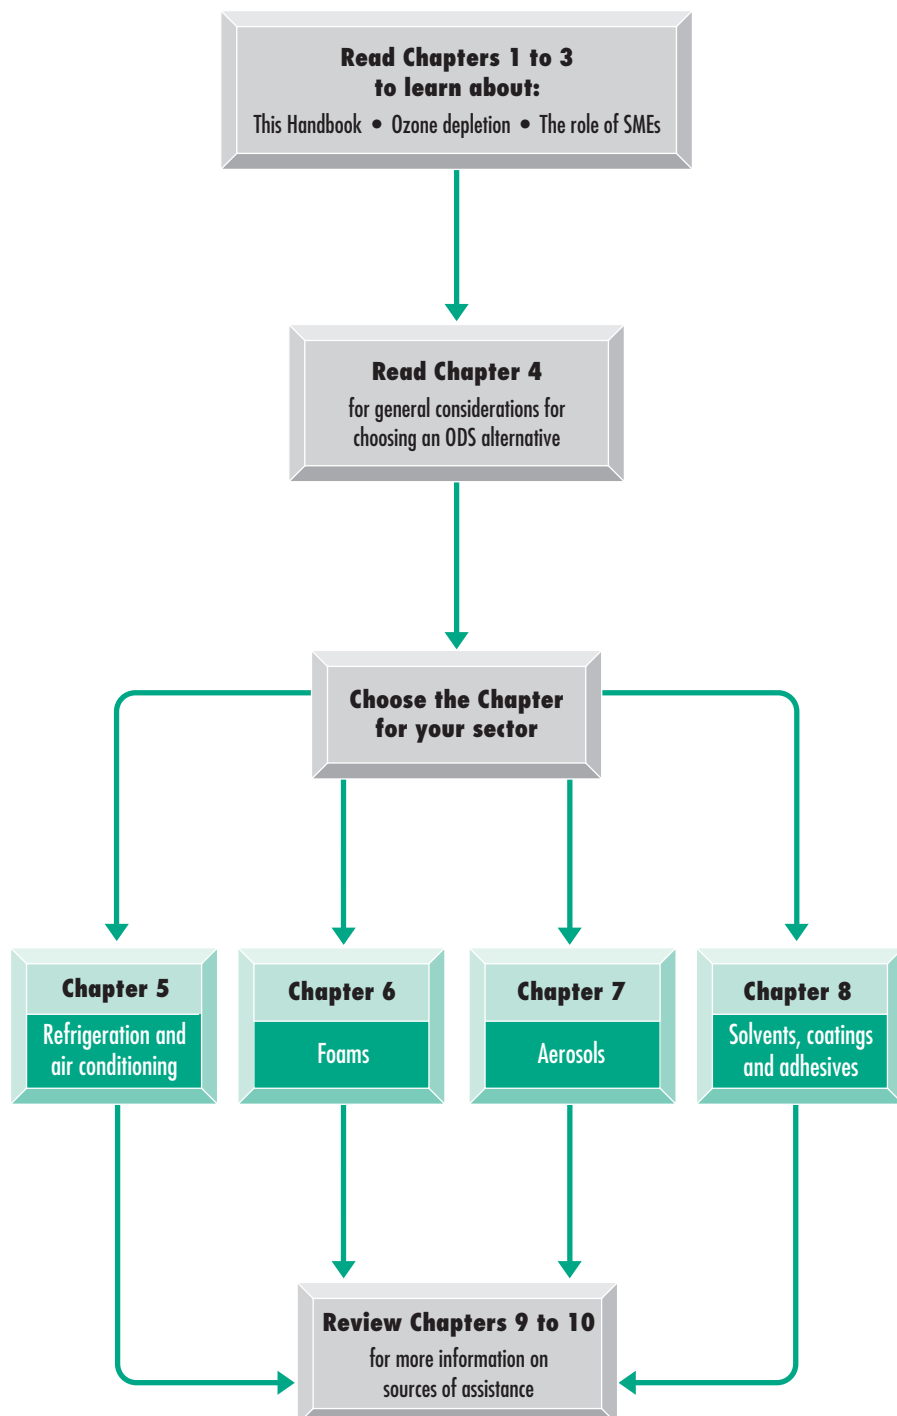 Read Chapters 1 to 3
to learn about:
This Handbook • Ozone depletion • The role of SMEs
Read Chapter 4
for general considerations for
choosing an ODS alternative
Choose the Chapter
for your sector
Chapter 5
Refrigeration and
air conditioning
Chapter 6
Foams
Chapter 7
Aerosols
Chapter 8
Solvents, coatings
and adhesives
Review Chapters 9 to 10
for more information on
sources of assistance